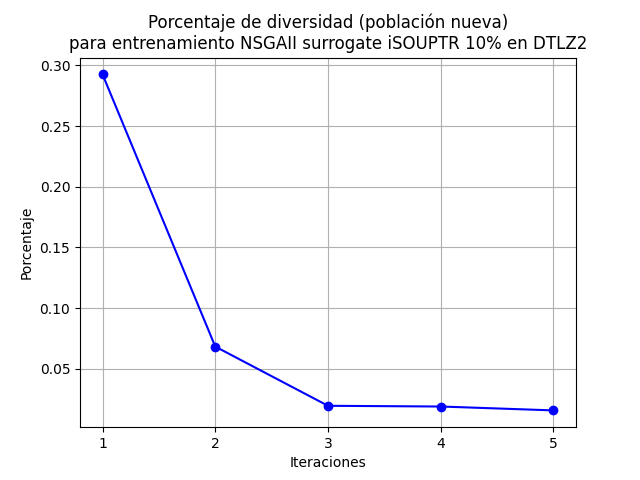 Porcentaje de diversidad (población nueva)
para entrenamiento NSGAII surrogate iSOUPTR 10% en DTLZ2
0.30
0.25
0.20
0.15
0.10
0.05
Porcentaje
1 2 3 4 5
Iteraciones